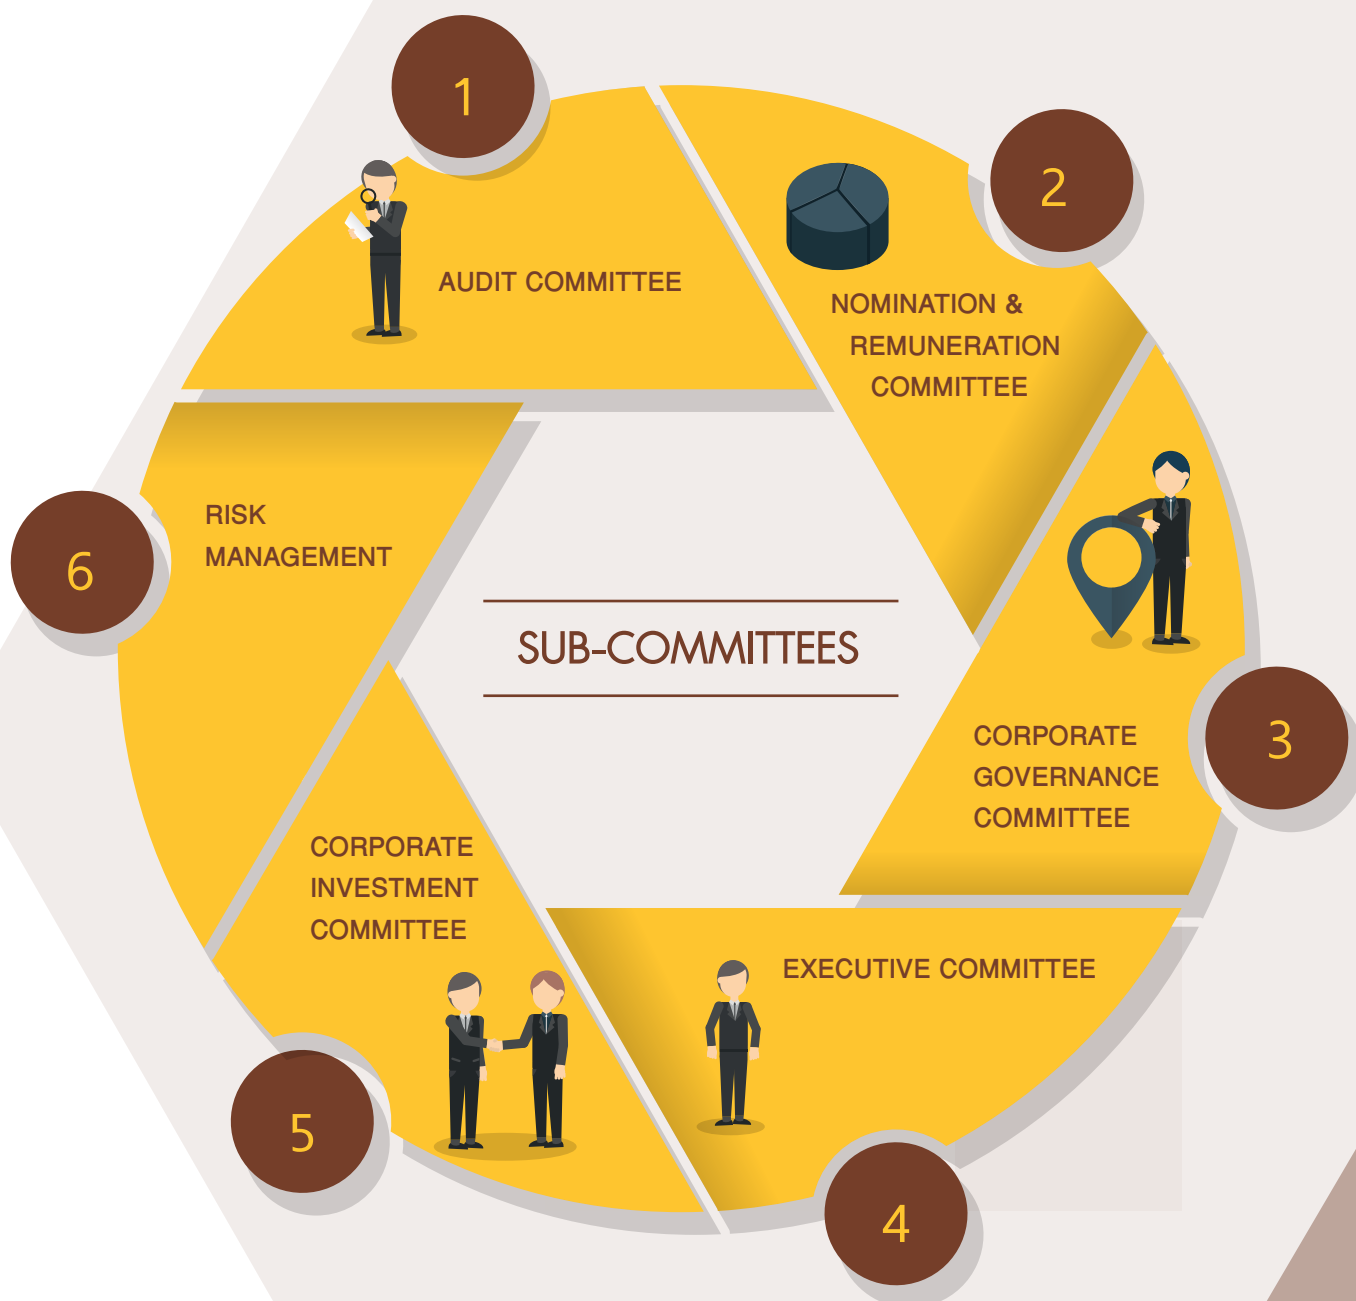 1
AUDIT COMMITTEE
2
NOMINATION &
REMUNERATION
COMMITTEE
3
CORPORATE
GOVERNANCE
COMMITTEE
4
EXECUTIVE COMMITTEE
5
CORPORATE
INVESTMENT
COMMITTEE
6
RISK
MANAGEMENT
SUB-COMMITTEES